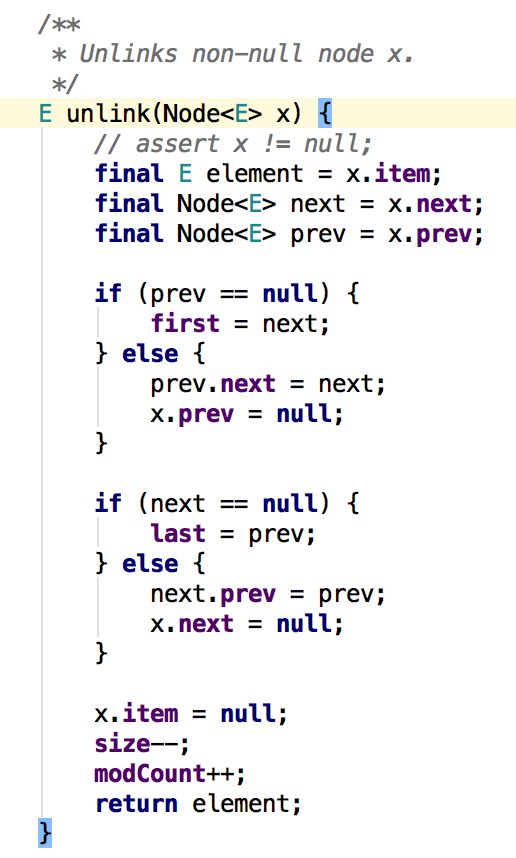 /**
 * Unlinks non-null node x.
 */
E unlink(Node<E> x) {
    // assert x != null;
    final E element = x.item;
    final Node<E> next = x.next;
    final Node<E> prev = x.prev;

    if (prev == null) {
        first = next;
    } else {
        prev.next = next;
        x.prev = null;
    }

    if (next == null) {
        last = prev;
    } else {
        next.prev = prev;
        x.next = null;
    }

    x.item = null;
    size--;
    modCount++;
    return element;
}